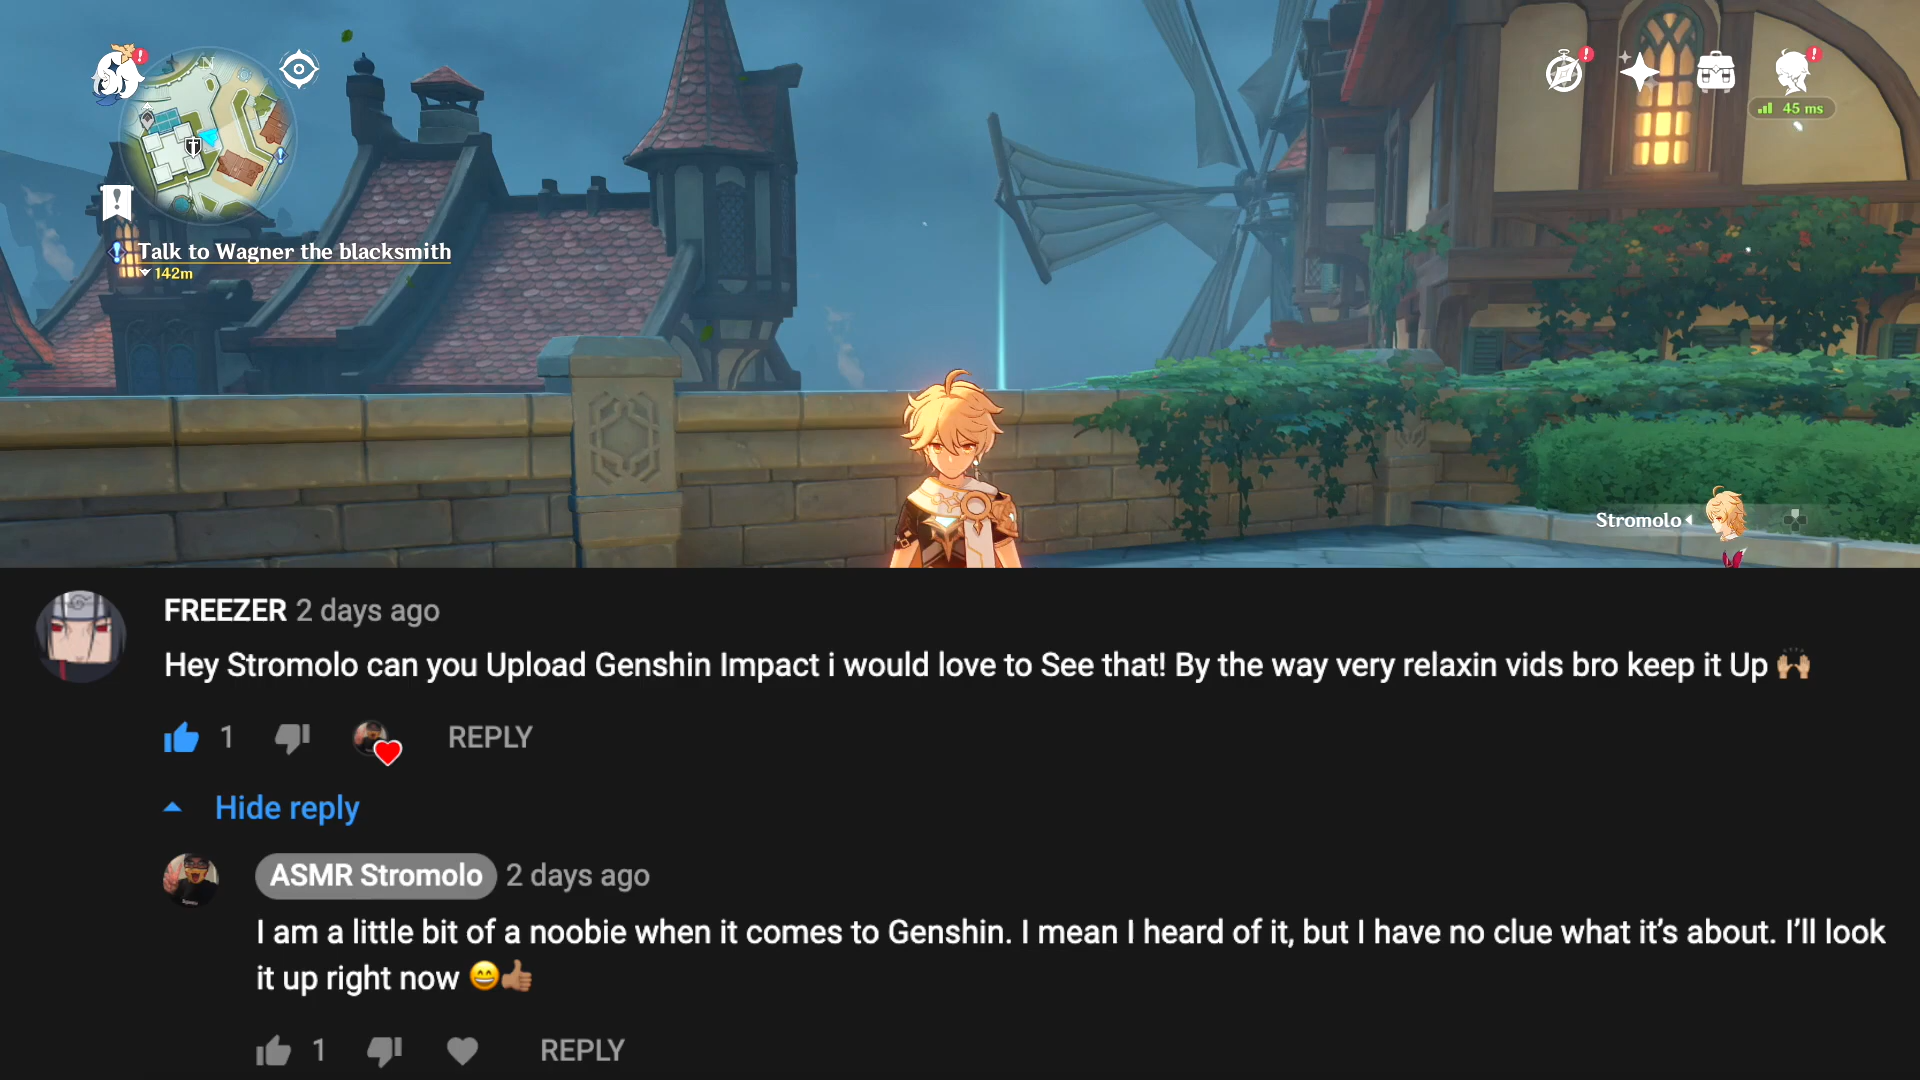 N
45 ms
Talk to Wagner the blacksmith
142m
Stromolo
FREEZER 2 days ago
Hey Stromolo can you Upload Genshin Impact i would love to See that! By the way very relaxin vids bro keep it Up 🙌🏼
1 REPLY
Hide reply
ASMR Stromolo 2 days ago
I am a little bit of a noobie when it comes to Genshin. I mean I heard of it, but I have no clue what it’s about. I’ll look
it up right now 😄👍🏽
1 REPLY